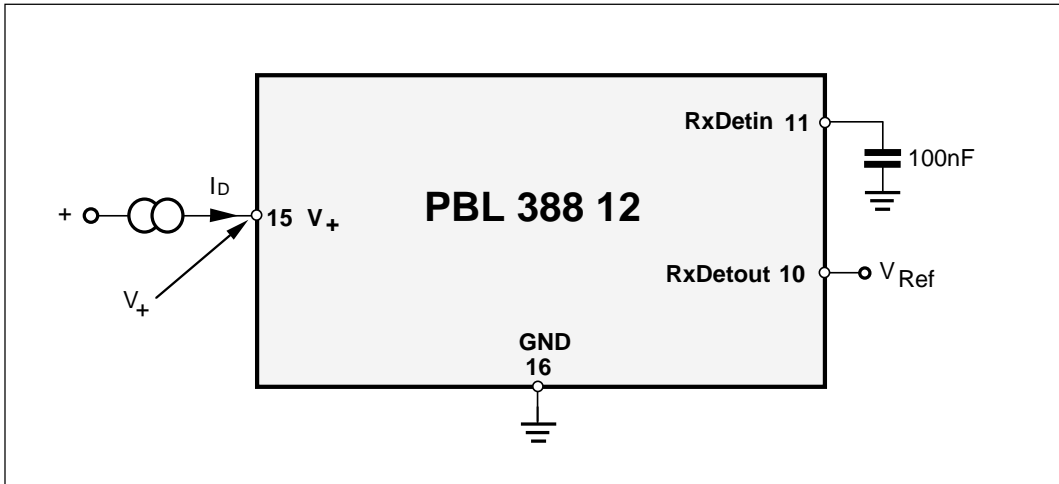 RxDetin 11
100nF
ID
+
15 V+
PBL 388 12
V+
RxDetout 10
VRef
GND
16